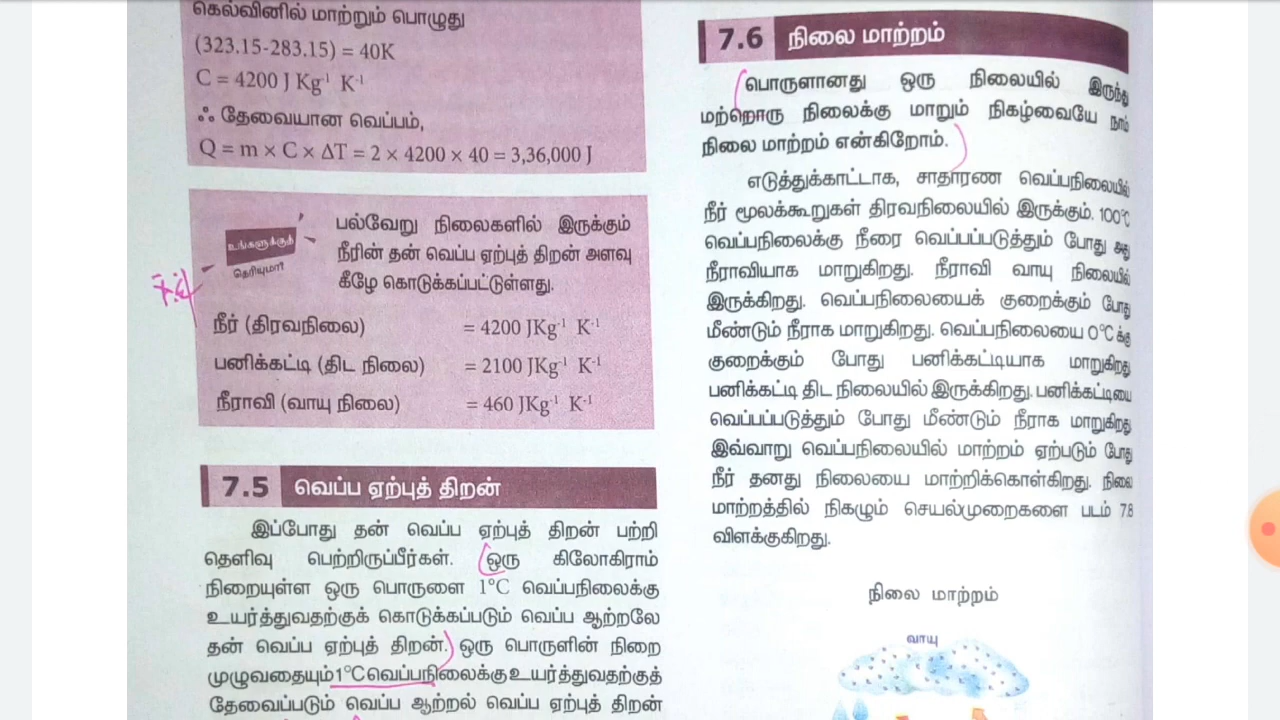 கெல்வினில் மாற்றும் பொழுது
(323.15-283.15) = 40K
C = 4200 J Kg⁻¹ K⁻¹
ஃ தேவையான வெப்பம்,
Q = m × C × ΔT = 2 × 4200 × 40 = 3,36,000 J
உங்களுக்குத்
தெரியுமா?
பல்வேறு நிலைகளில் இருக்கும்
நீரின் தன் வெப்ப ஏற்புத் திறன் அளவு
கீழே கொடுக்கப்பட்டுள்ளது.
நீர் (திரவநிலை) = 4200 JKg⁻¹ K⁻¹
பனிக்கட்டி (திட நிலை) = 2100 JKg⁻¹ K⁻¹
நீராவி (வாயு நிலை) = 460 JKg⁻¹ K⁻¹
7.5 வெப்ப ஏற்புத் திறன்
இப்போது தன் வெப்ப ஏற்புத் திறன் பற்றி
தெளிவு பெற்றிருப்பீர்கள். ஒரு கிலோகிராம்
நிறையுள்ள ஒரு பொருளை 1°C வெப்பநிலைக்கு
உயர்த்துவதற்குக் கொடுக்கப்படும் வெப்ப ஆற்றலே
தன் வெப்ப ஏற்புத் திறன். ஒரு பொருளின் நிறை
முழுவதையும் 1°C வெப்பநிலைக்கு உயர்த்துவதற்குத்
தேவைப்படும் வெப்ப ஆற்றல் வெப்ப ஏற்புத் திறன்
7.6 நிலை மாற்றம்
பொருளானது ஒரு நிலையில் இருந்து
மற்றொரு நிலைக்கு மாறும் நிகழ்வையே நாம்
நிலை மாற்றம் என்கிறோம்.
எடுத்துக்காட்டாக, சாதாரண வெப்பநிலையில்
நீர் மூலக்கூறுகள் திரவநிலையில் இருக்கும். 100°C
வெப்பநிலைக்கு நீரை வெப்பப்படுத்தும் போது அது
நீராவியாக மாறுகிறது. நீராவி வாயு நிலையில்
இருக்கிறது. வெப்பநிலையைக் குறைக்கும் போது
மீண்டும் நீராக மாறுகிறது. வெப்பநிலையை 0°C க்கு
குறைக்கும் போது பனிக்கட்டியாக மாறுகிறது
பனிக்கட்டி திட நிலையில் இருக்கிறது. பனிக்கட்டியை
வெப்பப்படுத்தும் போது மீண்டும் நீராக மாறுகிறது
இவ்வாறு வெப்பநிலையில் மாற்றம் ஏற்படும் போது
நீர் தனது நிலையை மாற்றிக்கொள்கிறது. நிலை
மாற்றத்தில் நிகழும் செயல்முறைகளை படம் 7.8
விளக்குகிறது.
நிலை மாற்றம்
வாயு